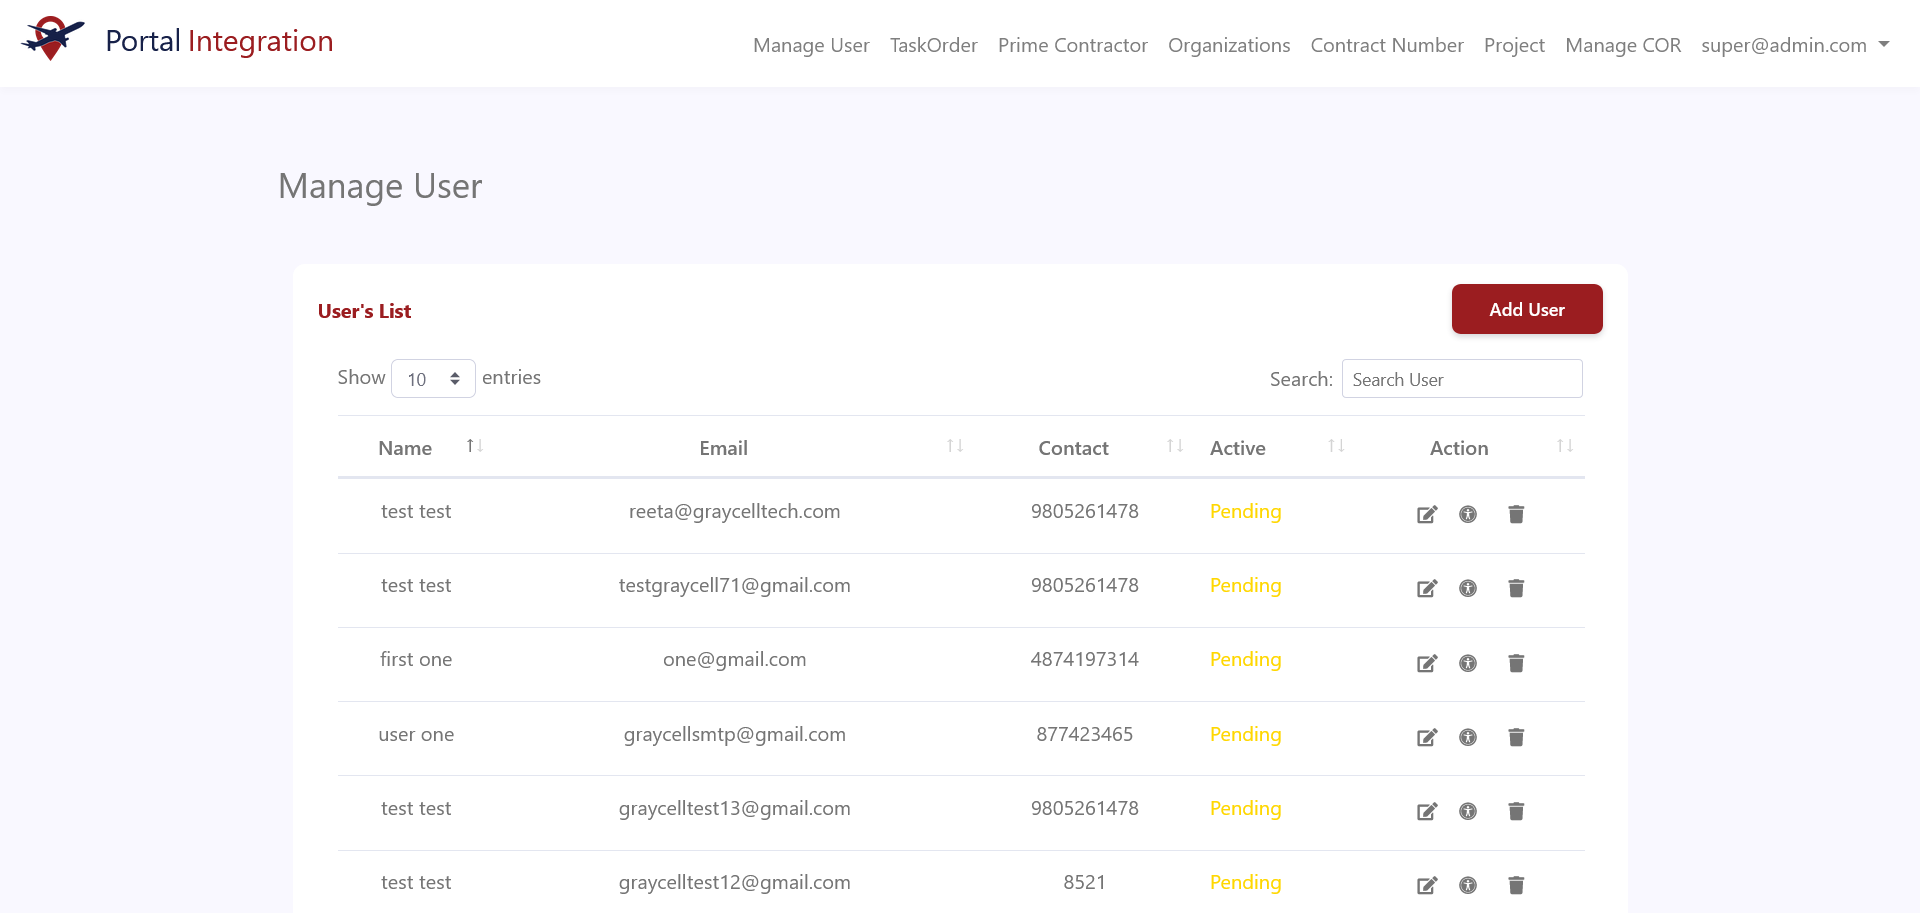 Portal Integration
Manage User TaskOrder Prime Contractor Organizations Contract Number Project Manage COR super@admin.com
Manage User
User's List
Add User
Show 10 entries
Search: Search User
Name Email Contact Active Action
test test reeta@graycelltech.com 9805261478 Pending
test test testgraycell71@gmail.com 9805261478 Pending
first one one@gmail.com 4874197314 Pending
user one graycellsmtp@gmail.com 877423465 Pending
test test graycelltest13@gmail.com 9805261478 Pending
test test graycelltest12@gmail.com 8521 Pending